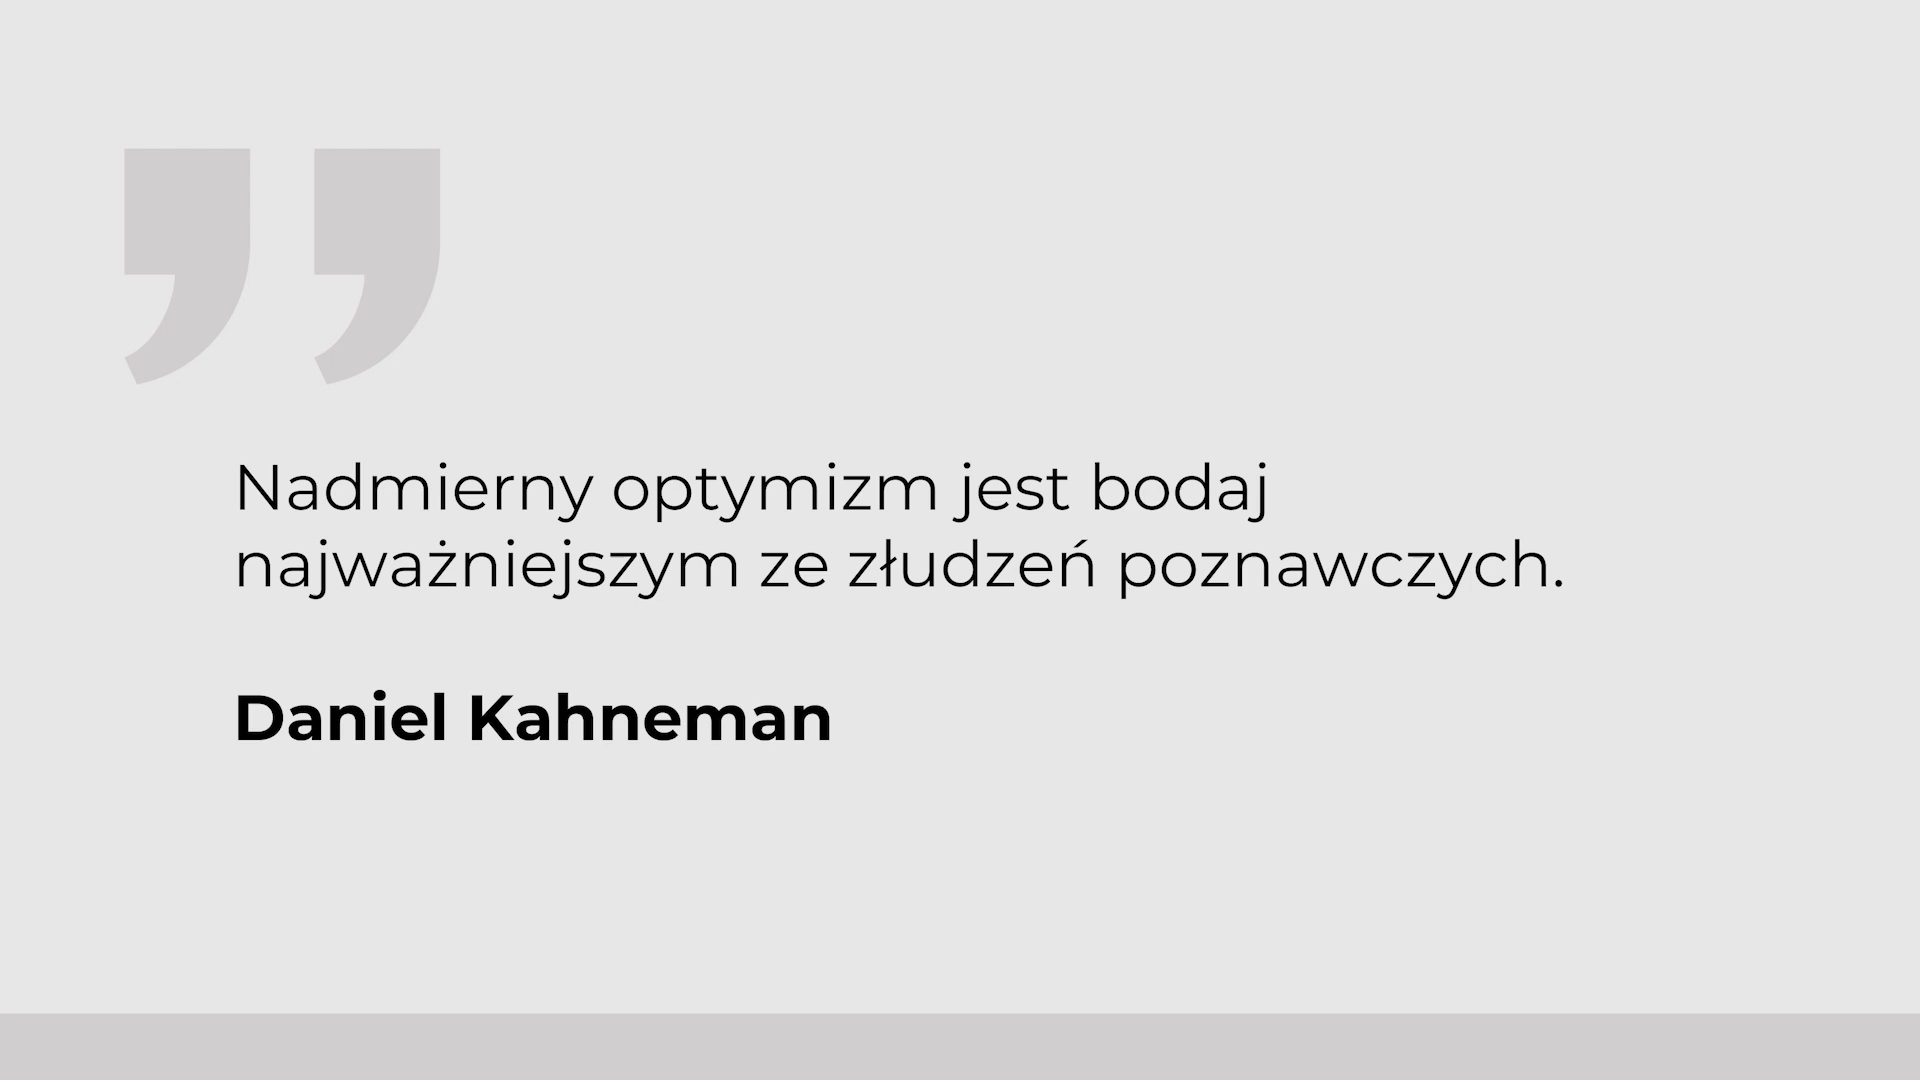 Nadmierny optymizm jest bodaj
najważniejszym ze złudzeń poznawczych.
Daniel Kahneman